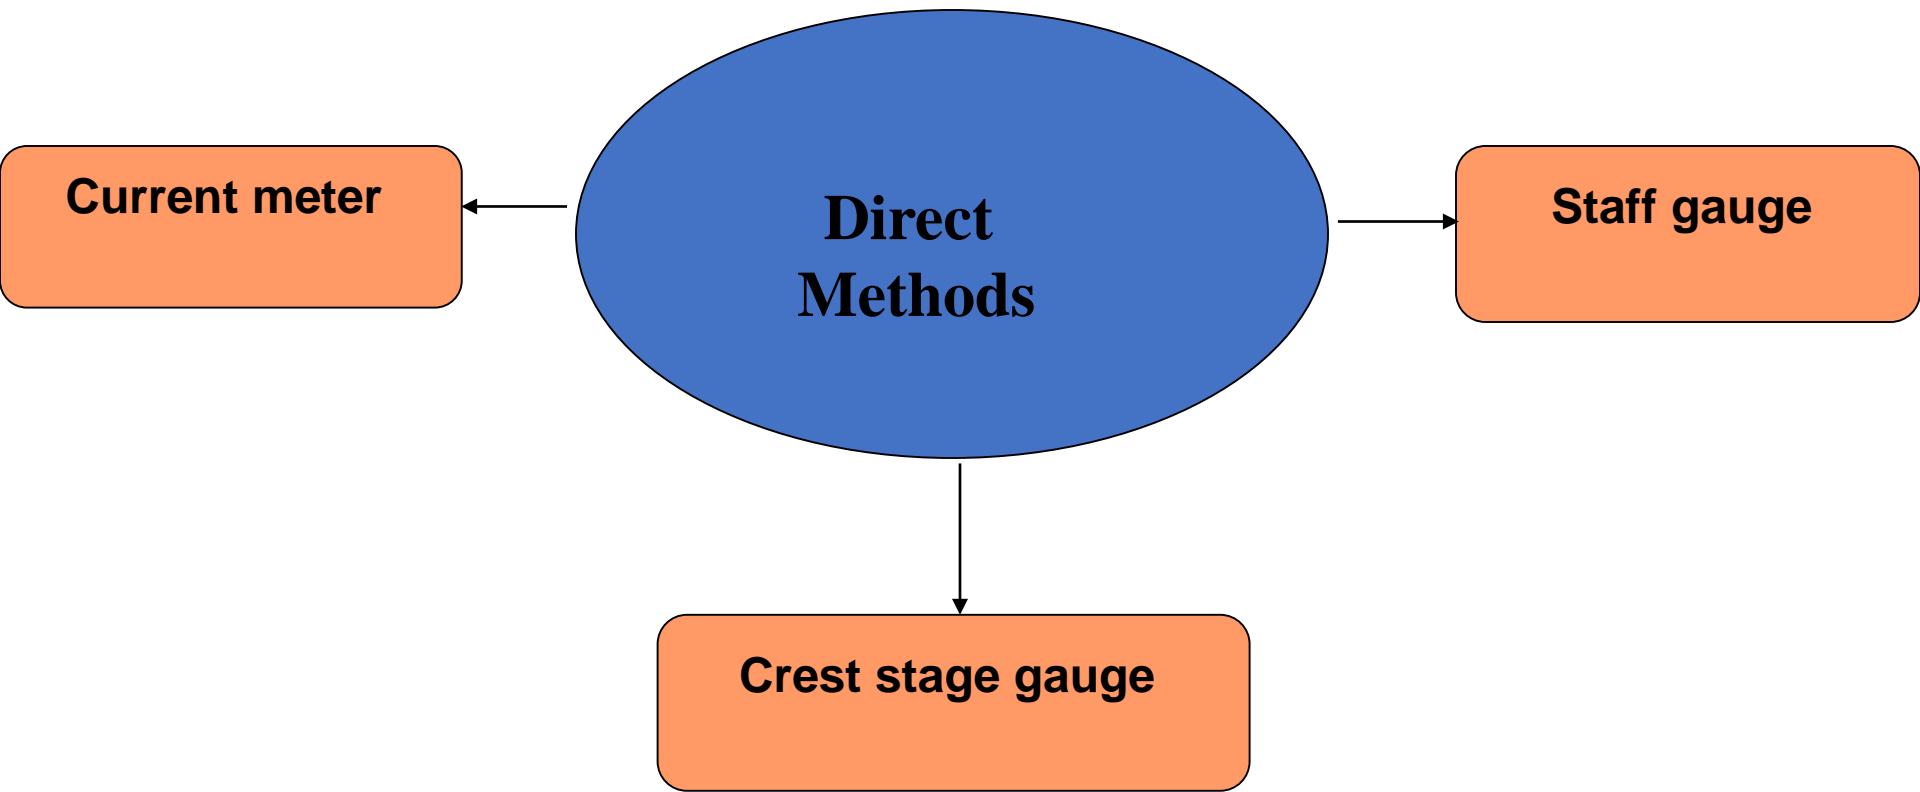 Current meter
Direct
Methods
Staff gauge
Crest stage gauge